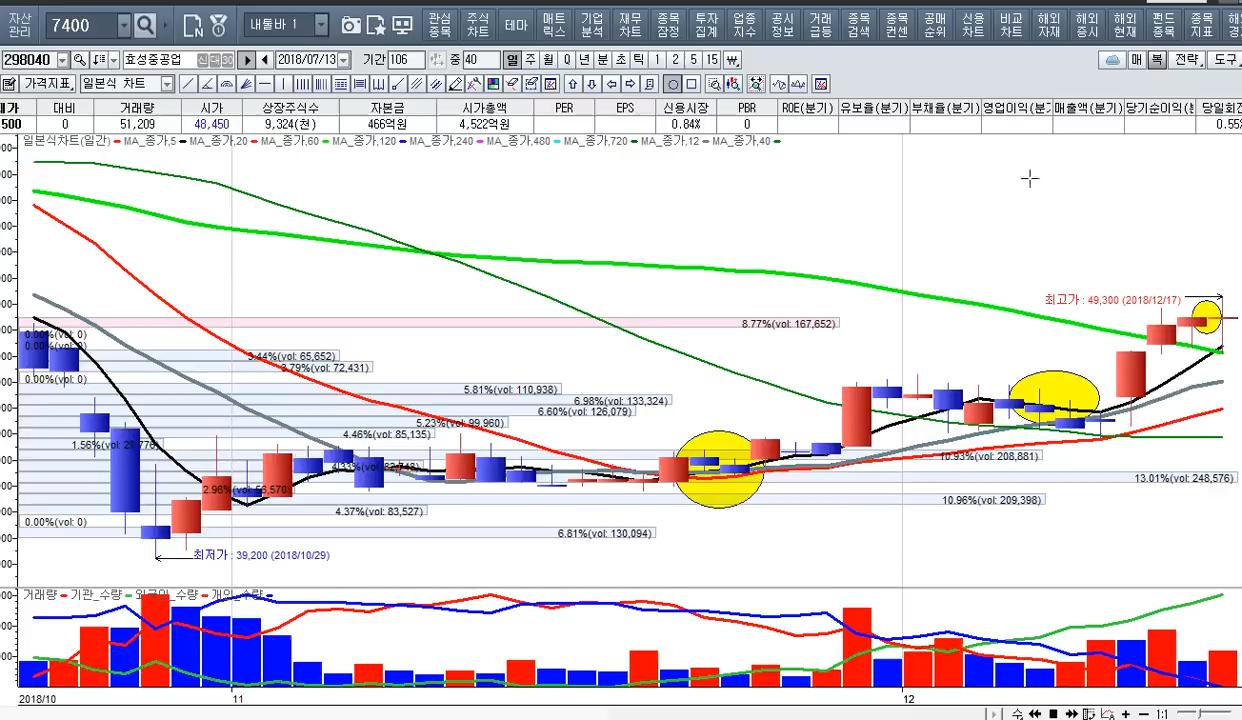 자산 관리 7400 내툴바 1 관심 종목 주식 차트 테마 매트 릭스 기업 분석 재무 차트 종목 잠정 투자 집계 업종 지수 공시 정보 거래 급등 종목 검색 종목 컨센 공매 순위 신용 차트 비교 차트 해외 지재 해외 증시 해외 현재 펀드 종목 종목 지표
298040 효성중공업 신 대 30 2018/07/13 기간 106 중 40 일 주 월 Q 년 분 초 틱 1 2 5 15 ₩ 매 복 전략 도구
가격지표 일본식 차트
대비 거래량 시가 상장주식수 자본금 시가총액 PER EPS 신용시장 PBR ROE(분기) 유보율(분기) 부채율(분기) 영업미익(분기 매출액(분기) 당기순이익( 당일회전
500 0 51,209 48,450 9,324(천) 466억원 4,522억원 0.84% 0 0.55%
일본식차트(일간) MA_종가,5 MA_종가,20 MA_종가,60 MA_종가,120 MA_종가,240 MA_종가,480 MA_종가,720 MA_종가,12 MA_종가,40
최고가 : 49,300 (2018/12/17)
8.77%(vol: 167,652)
0.00%(vol: 0)
0.00%(vol: 0)
3.44%(vol: 65,652)
3.79%(vol: 72,431)
0.00%(vol: 0)
5.81%(vol: 110,938)
6.98%(vol: 133,324)
6.60%(vol: 126,079)
5.23%(vol: 99,960)
4.46%(vol: 85,135)
10.93%(vol: 208,881)
13.01%(vol: 248,576)
10.96%(vol: 209,398)
4.37%(vol: 83,527)
0.00%(vol: 0)
6.81%(vol: 130,094)
최저가 : 39,200 (2018/10/29)
거래량 기관_수량 외국인_수량 개인_수량
2018/10 11 12
1:1